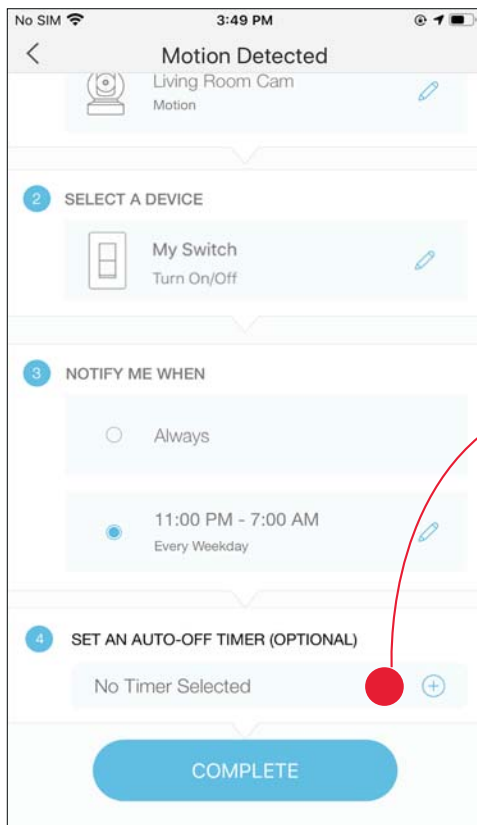 No SIM 3:49 PM
Motion Detected
Living Room Cam
Motion
2 SELECT A DEVICE
My Switch
Turn On/Off
3 NOTIFY ME WHEN
Always
11:00 PM - 7:00 AM
Every Weekday
4 SET AN AUTO-OFF TIMER (OPTIONAL)
No Timer Selected
COMPLETE